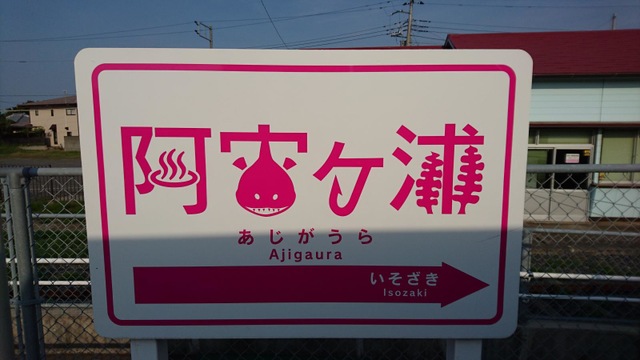 阿字ヶ浦
あじがうら
Ajigaura
いそざき
Isozaki